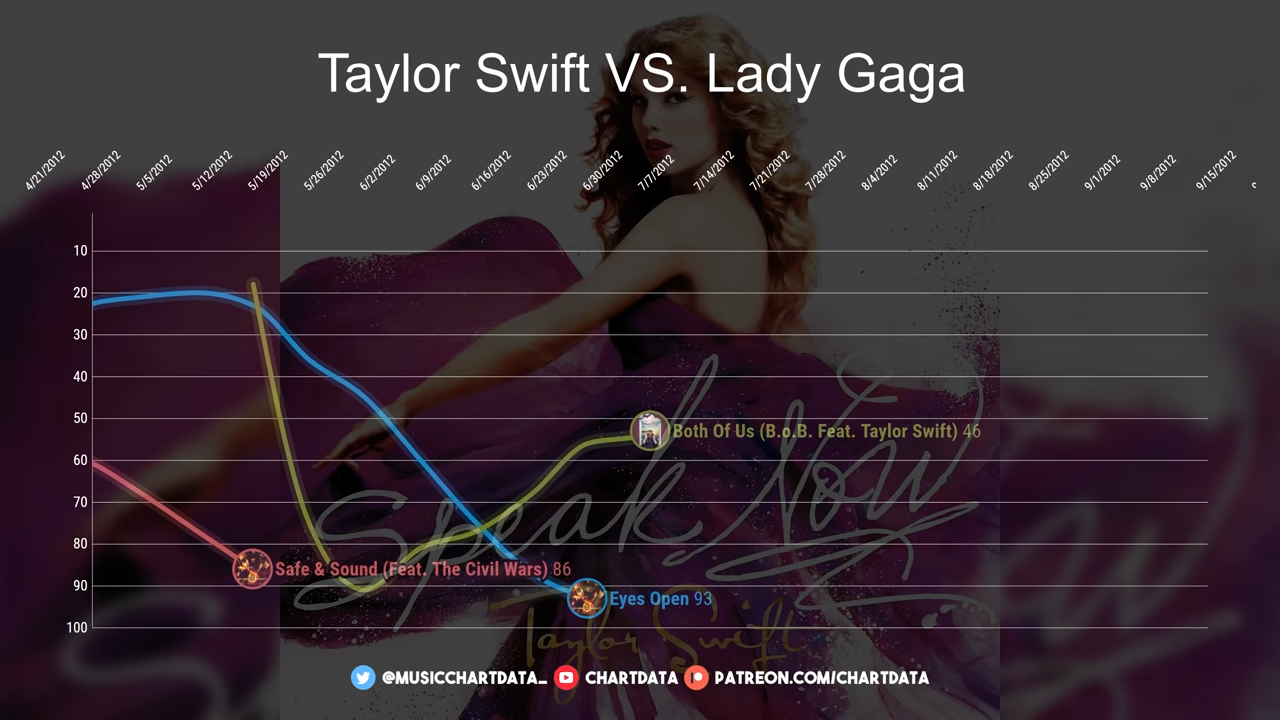 Taylor Swift VS. Lady Gaga
4/21/2012 4/28/2012 5/5/2012 5/12/2012 5/19/2012 5/26/2012 6/2/2012 6/9/2012 6/16/2012 6/23/2012 6/30/2012 7/7/2012 7/14/2012 7/21/2012 7/28/2012 8/4/2012 8/11/2012 8/18/2012 8/25/2012 9/1/2012 9/8/2012 9/15/2012
10
20
30
40
50
Both Of Us (B.o.B. Feat. Taylor Swift) 46
60
70
80
Safe & Sound (Feat. The Civil Wars) 86
90
Eyes Open 93
100
Speak Now
Taylor Swift
@MUSICCHARTDATA_ CHARTDATA PATREON.COM/CHARTDATA